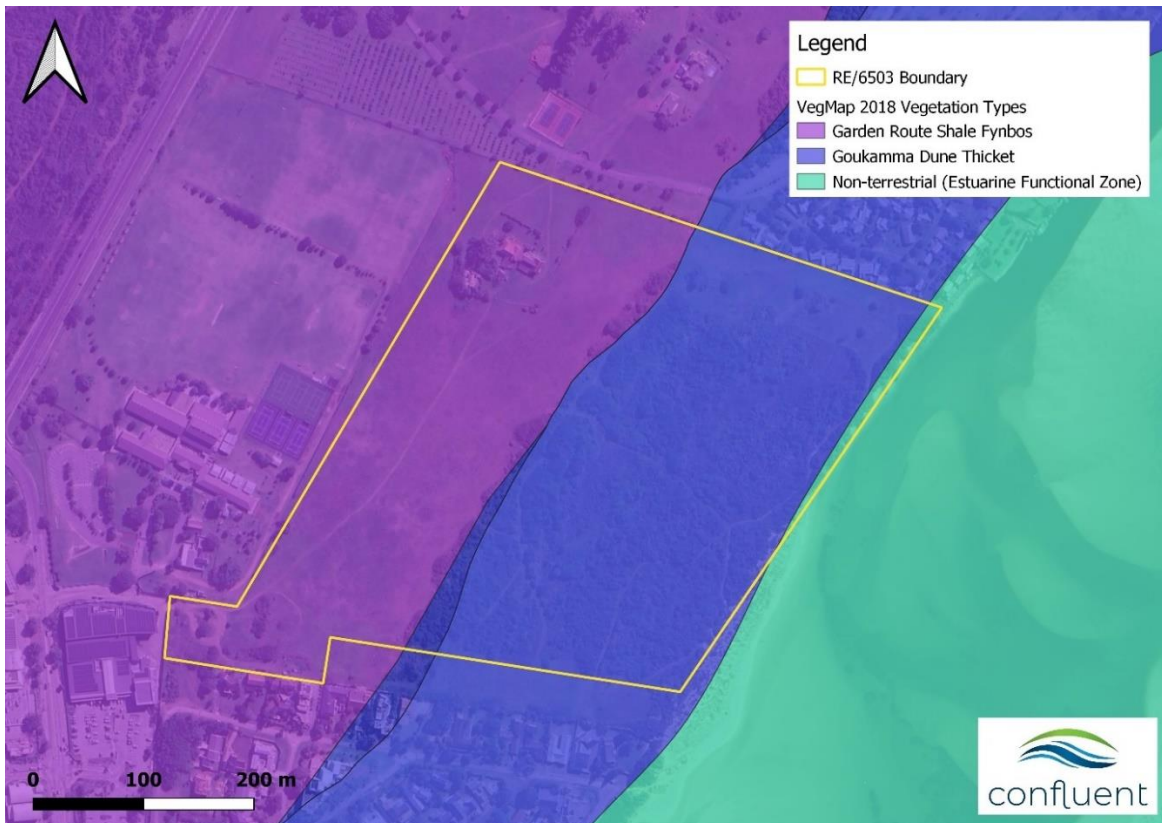 Legend
RE/6503 Boundary
VegMap 2018 Vegetation Types
Garden Route Shale Fynbos
Goukamma Dune Thicket
Non-terrestrial (Estuarine Functional Zone)
0 100 200 m
confluent